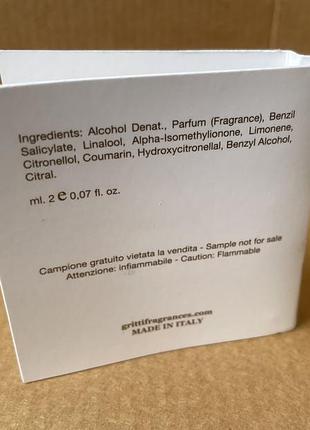 Ingredients: Alcohol Denat., Parfum (Fragrance), Benzil
Salicylate, Linalool, Alpha-Isomethylionone, Limonene,
Citronellol, Coumarin, Hydroxycitronellal, Benzyl Alcohol,
Citral.
ml. 2 e 0,07 fl. oz.
Campione gratuito vietata la vendita - Sample not for sale
Attenzione: infiammabile - Caution: Flammable
grittifragrances.com
MADE IN ITALY